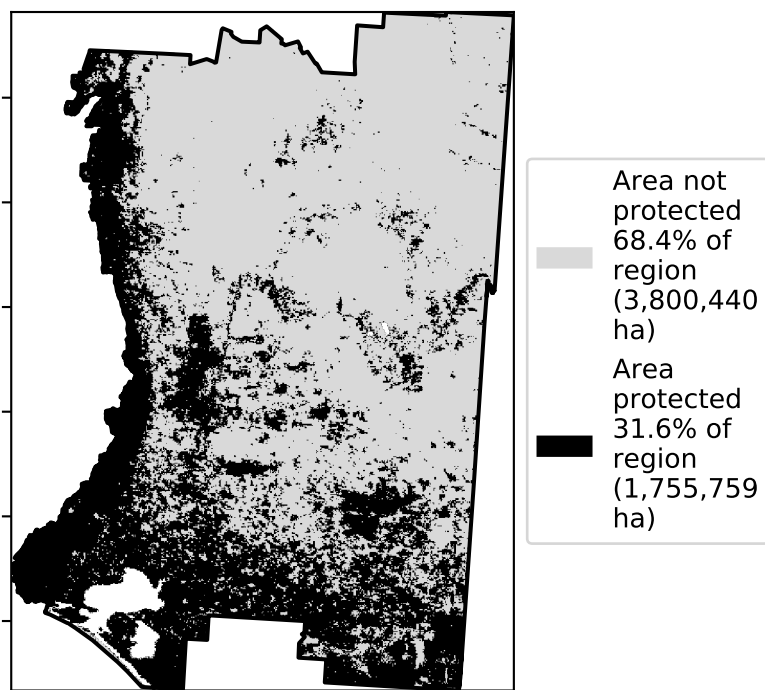 Area not
protected
68.4% of
region
(3,800,440
ha)
Area
protected
31.6% of
region
(1,755,759
ha)